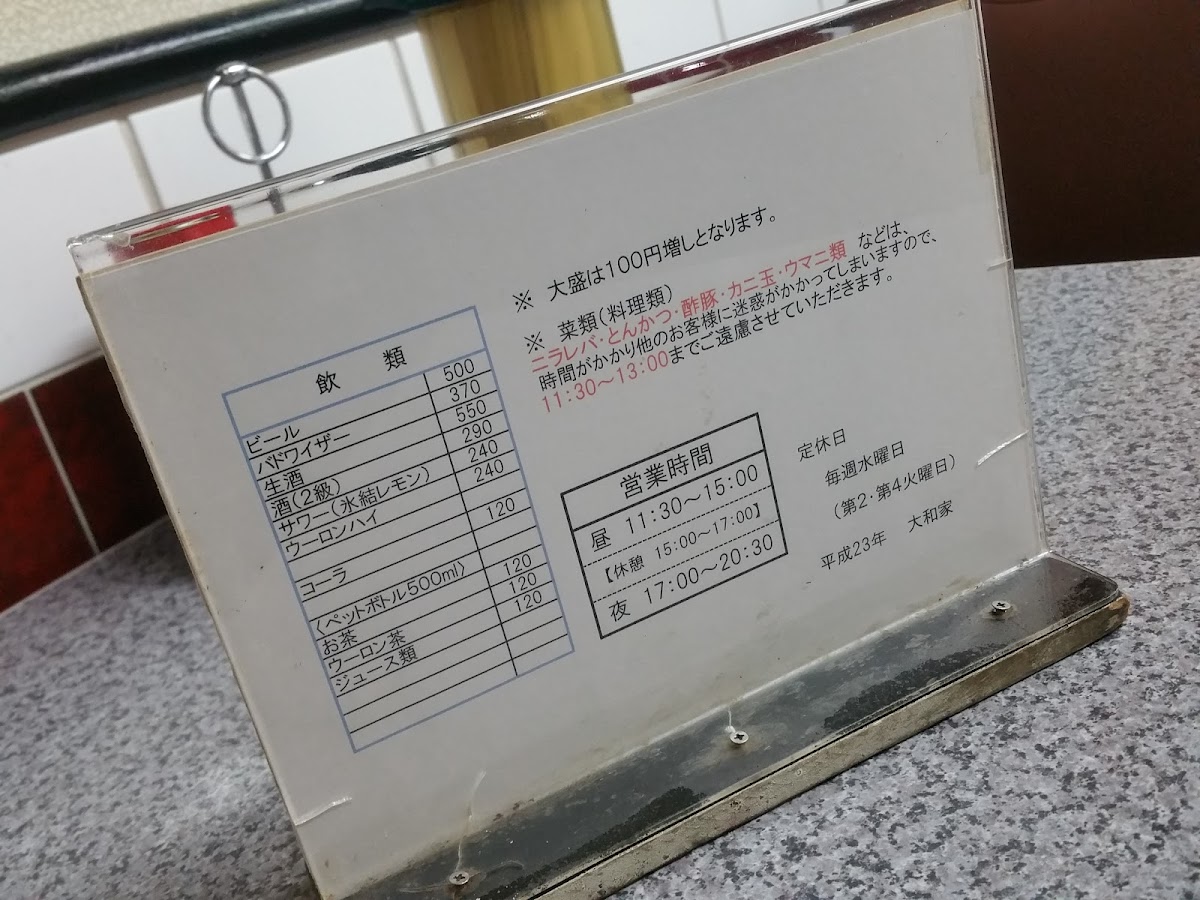 ※ 大盛は100円増しとなります。
※ 菜類(料理類)
ニラレバ・とんかつ・酢豚・カニ玉・ウマニ類 などは、
時間がかかり他のお客様に迷惑がかかってしまいますので、
11:30～13:00までご遠慮させていただきます。
飲 類
ビール 500
バドワイザー 370
生酒 550
酒(2級) 290
サワー(氷結レモン) 240
ウーロンハイ 240
コーラ 120
〈ペットボトル500ml〉
お茶 120
ウーロン茶 120
ジュース類 120
営業時間
昼 11:30～15:00
【休憩 15:00～17:00】
夜 17:00～20:30
定休日
毎週水曜日
(第2・第4火曜日)
平成23年 大和家